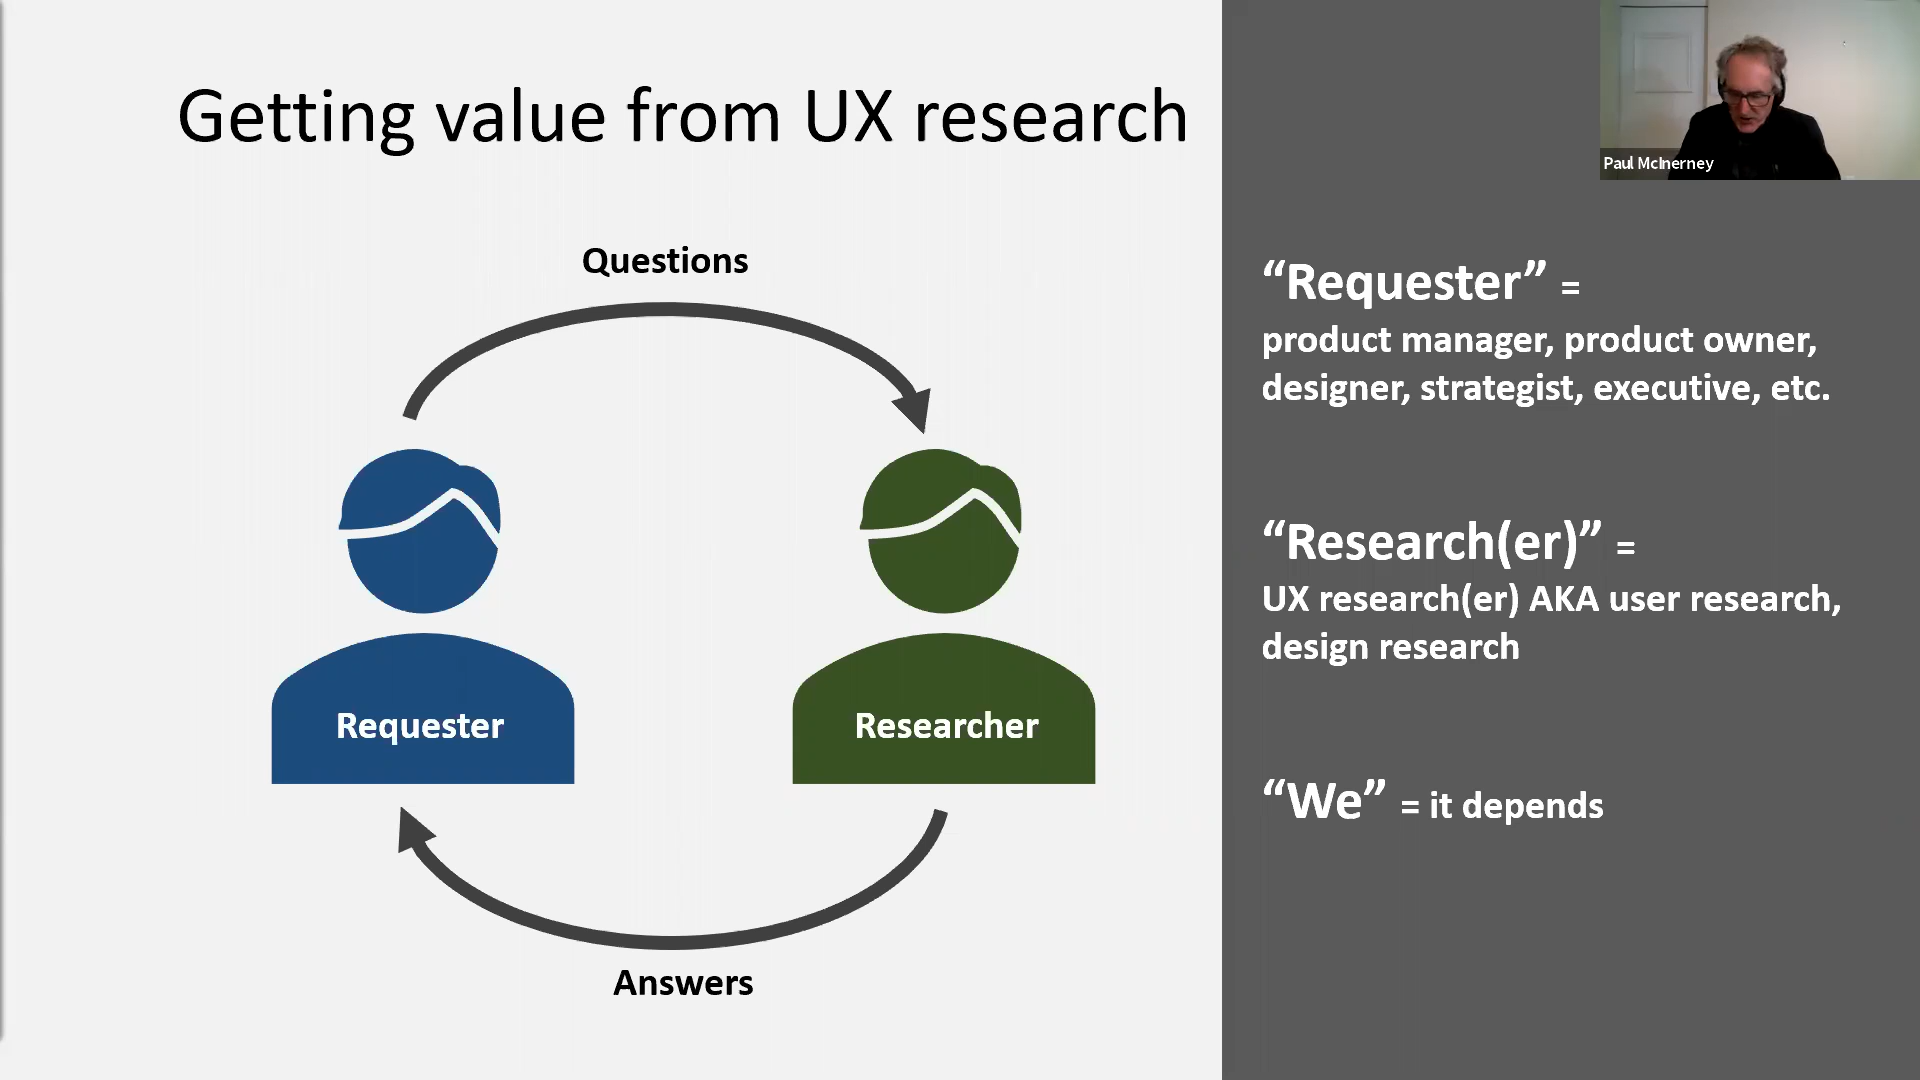 Getting value from UX research
Paul McInerney
Questions
Requester
Researcher
Answers
“Requester” =
product manager, product owner,
designer, strategist, executive, etc.
“Research(er)” =
UX research(er) AKA user research,
design research
“We” = it depends